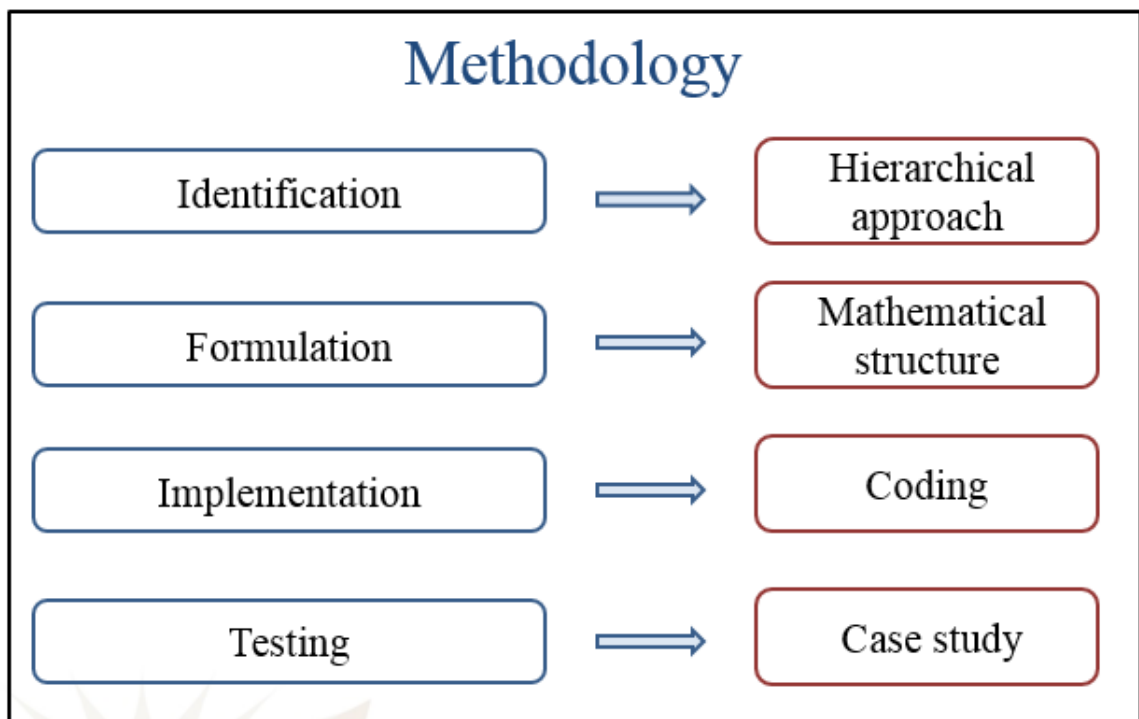 Methodology
Identification
Hierarchical
approach
Formulation
Mathematical
structure
Implementation
Coding
Testing
Case study